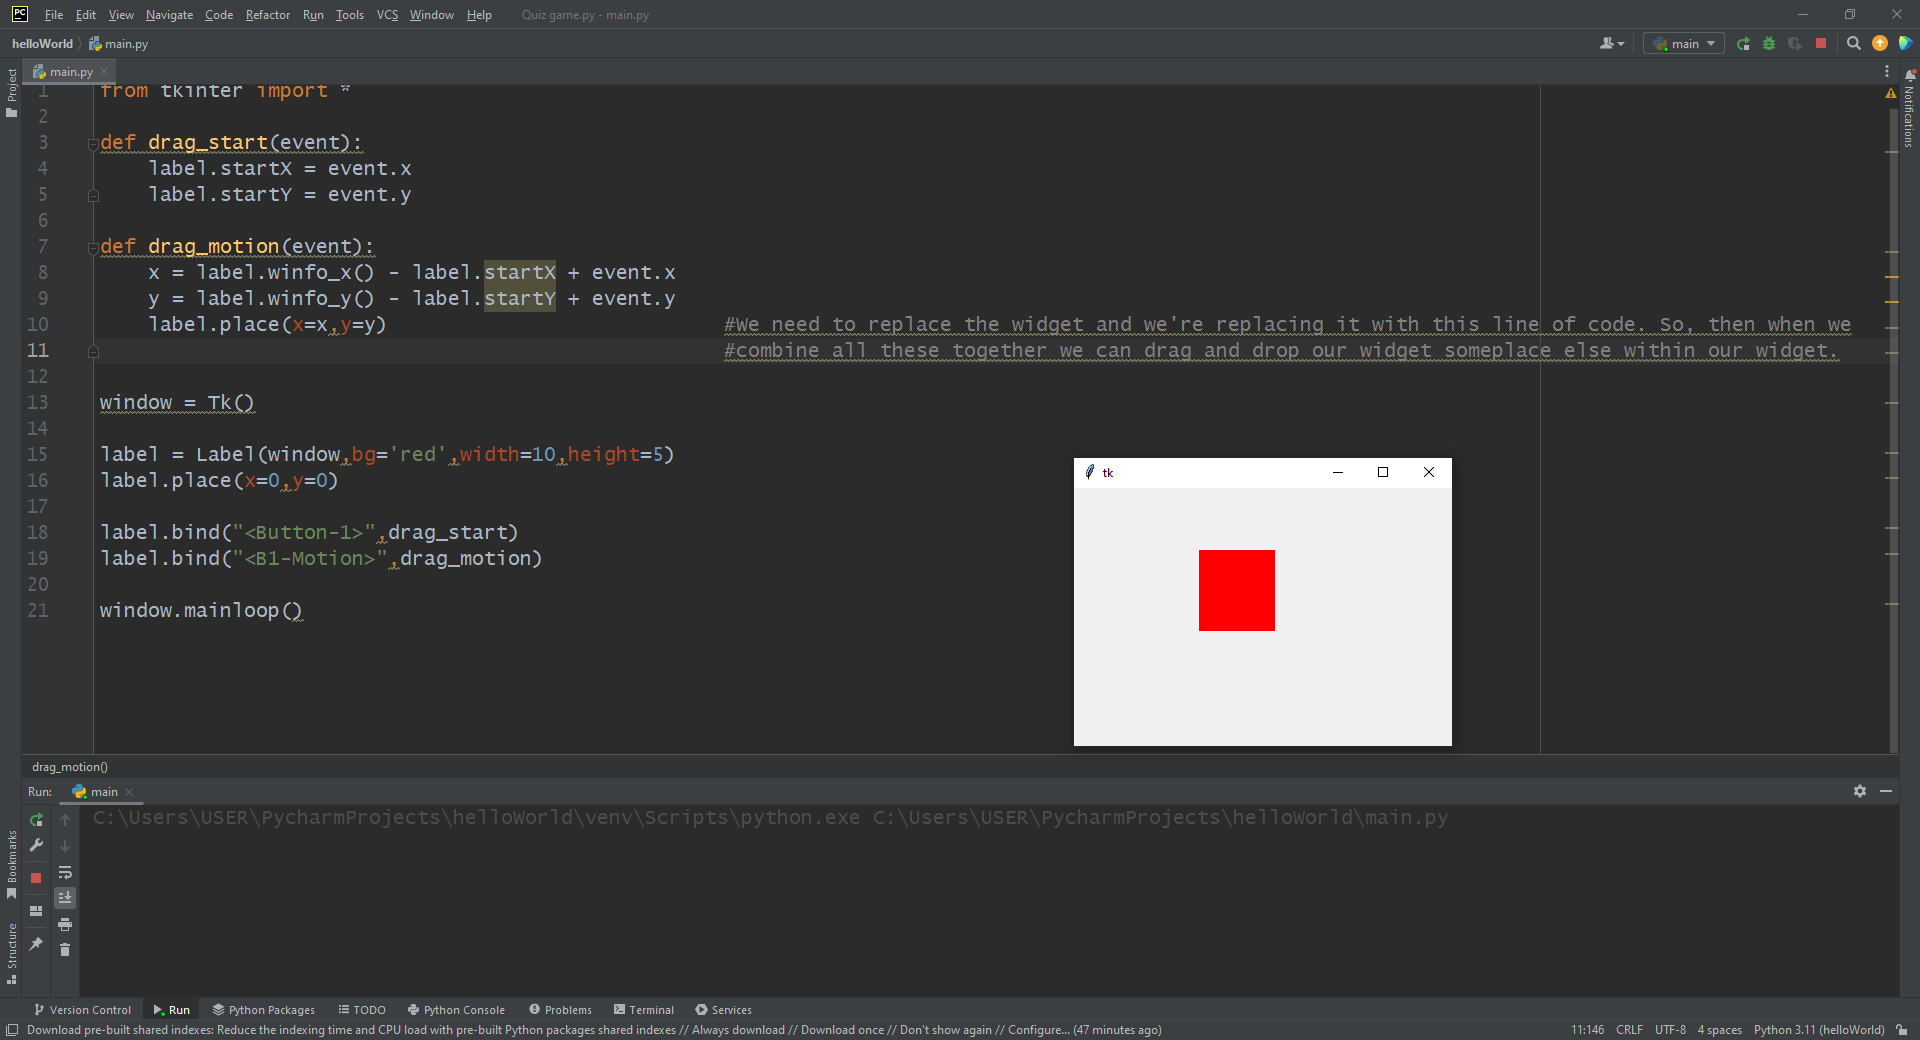 PC File Edit View Navigate Code Refactor Run Tools VCS Window Help Quiz game.py - main.py
helloWorld main.py main
main.py
Project
Notifications
1 from tkinter import *
2
3 def drag_start(event):
4 label.startX = event.x
5 label.startY = event.y
6
7 def drag_motion(event):
8 x = label.winfo_x() - label.startX + event.x
9 y = label.winfo_y() - label.startY + event.y
10 label.place(x=x,y=y) #We need to replace the widget and we're replacing it with this line of code. So, then when we
11 #combine all these together we can drag and drop our widget someplace else within our widget.
12
13 window = Tk()
14
15 label = Label(window,bg='red',width=10,height=5)
16 label.place(x=0,y=0)
17
18 label.bind("<Button-1>",drag_start)
19 label.bind("<B1-Motion>",drag_motion)
20
21 window.mainloop()
tk
drag_motion()
Run: main
C:\Users\USER\PycharmProjects\helloWorld\venv\Scripts\python.exe C:\Users\USER\PycharmProjects\helloWorld\main.py
Bookmarks
Structure
Version Control Run Python Packages TODO Python Console Problems Terminal Services
Download pre-built shared indexes: Reduce the indexing time and CPU load with pre-built Python packages shared indexes // Always download // Download once // Don't show again // Configure... (47 minutes ago) 11:146 CRLF UTF-8 4 spaces Python 3.11 (helloWorld)